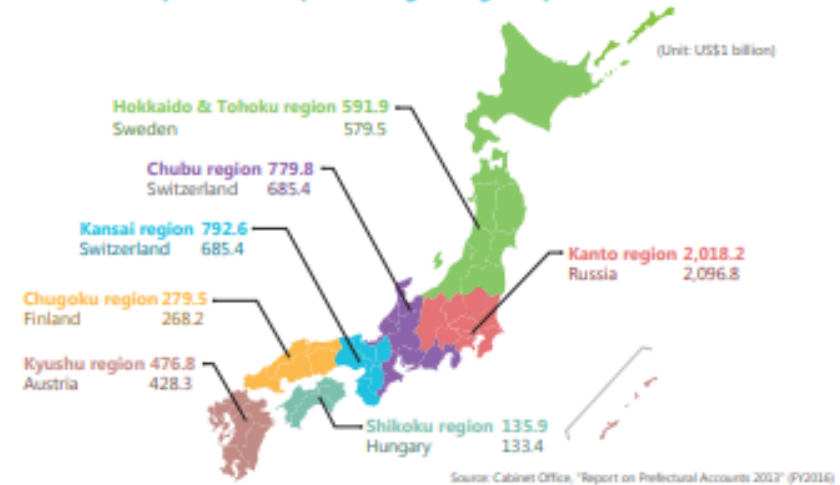 (Unit: US$1 billion)
Hokkaido & Tohoku region 591.9
Sweden 579.5
Chubu region 779.8
Switzerland 685.4
Kansai region 792.6
Switzerland 685.4
Kanto region 2,018.2
Russia 2,096.8
Chugoku region 279.5
Finland 268.2
Kyushu region 476.8
Austria 428.3
Shikoku region 135.9
Hungary 133.4
Source: Cabinet Office, "Report on Prefectural Accounts 2013" (FY2016)